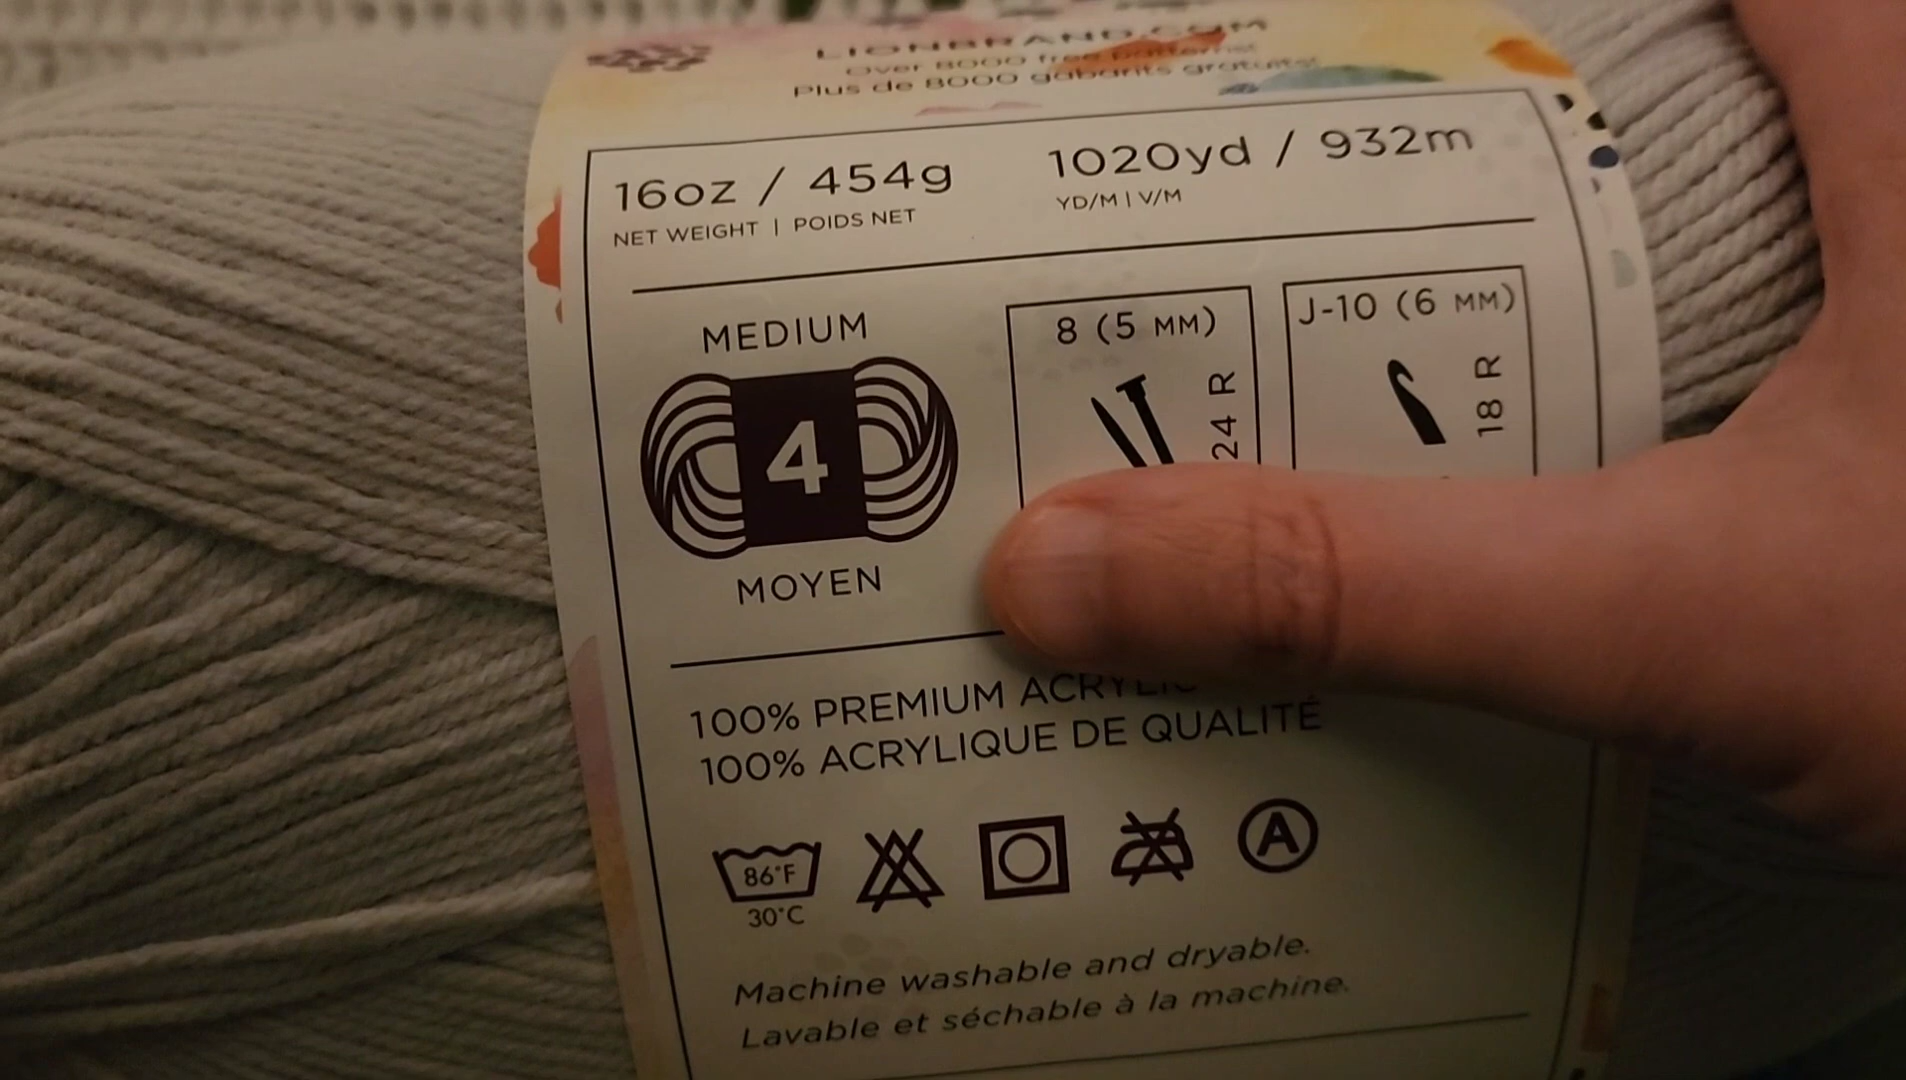 LIONBRAND.COM
Over 8000 free patterns!
Plus de 8000 gabarits gratuits!
16oz / 454g
NET WEIGHT | POIDS NET
1020yd / 932m
YD/M | V/M
MEDIUM
4
MOYEN
8 (5 MM)
24 R
J-10 (6 MM)
18 R
100% PREMIUM ACRYLIC
100% ACRYLIQUE DE QUALITÉ
86°F
30°C
A
Machine washable and dryable.
Lavable et séchable à la machine.